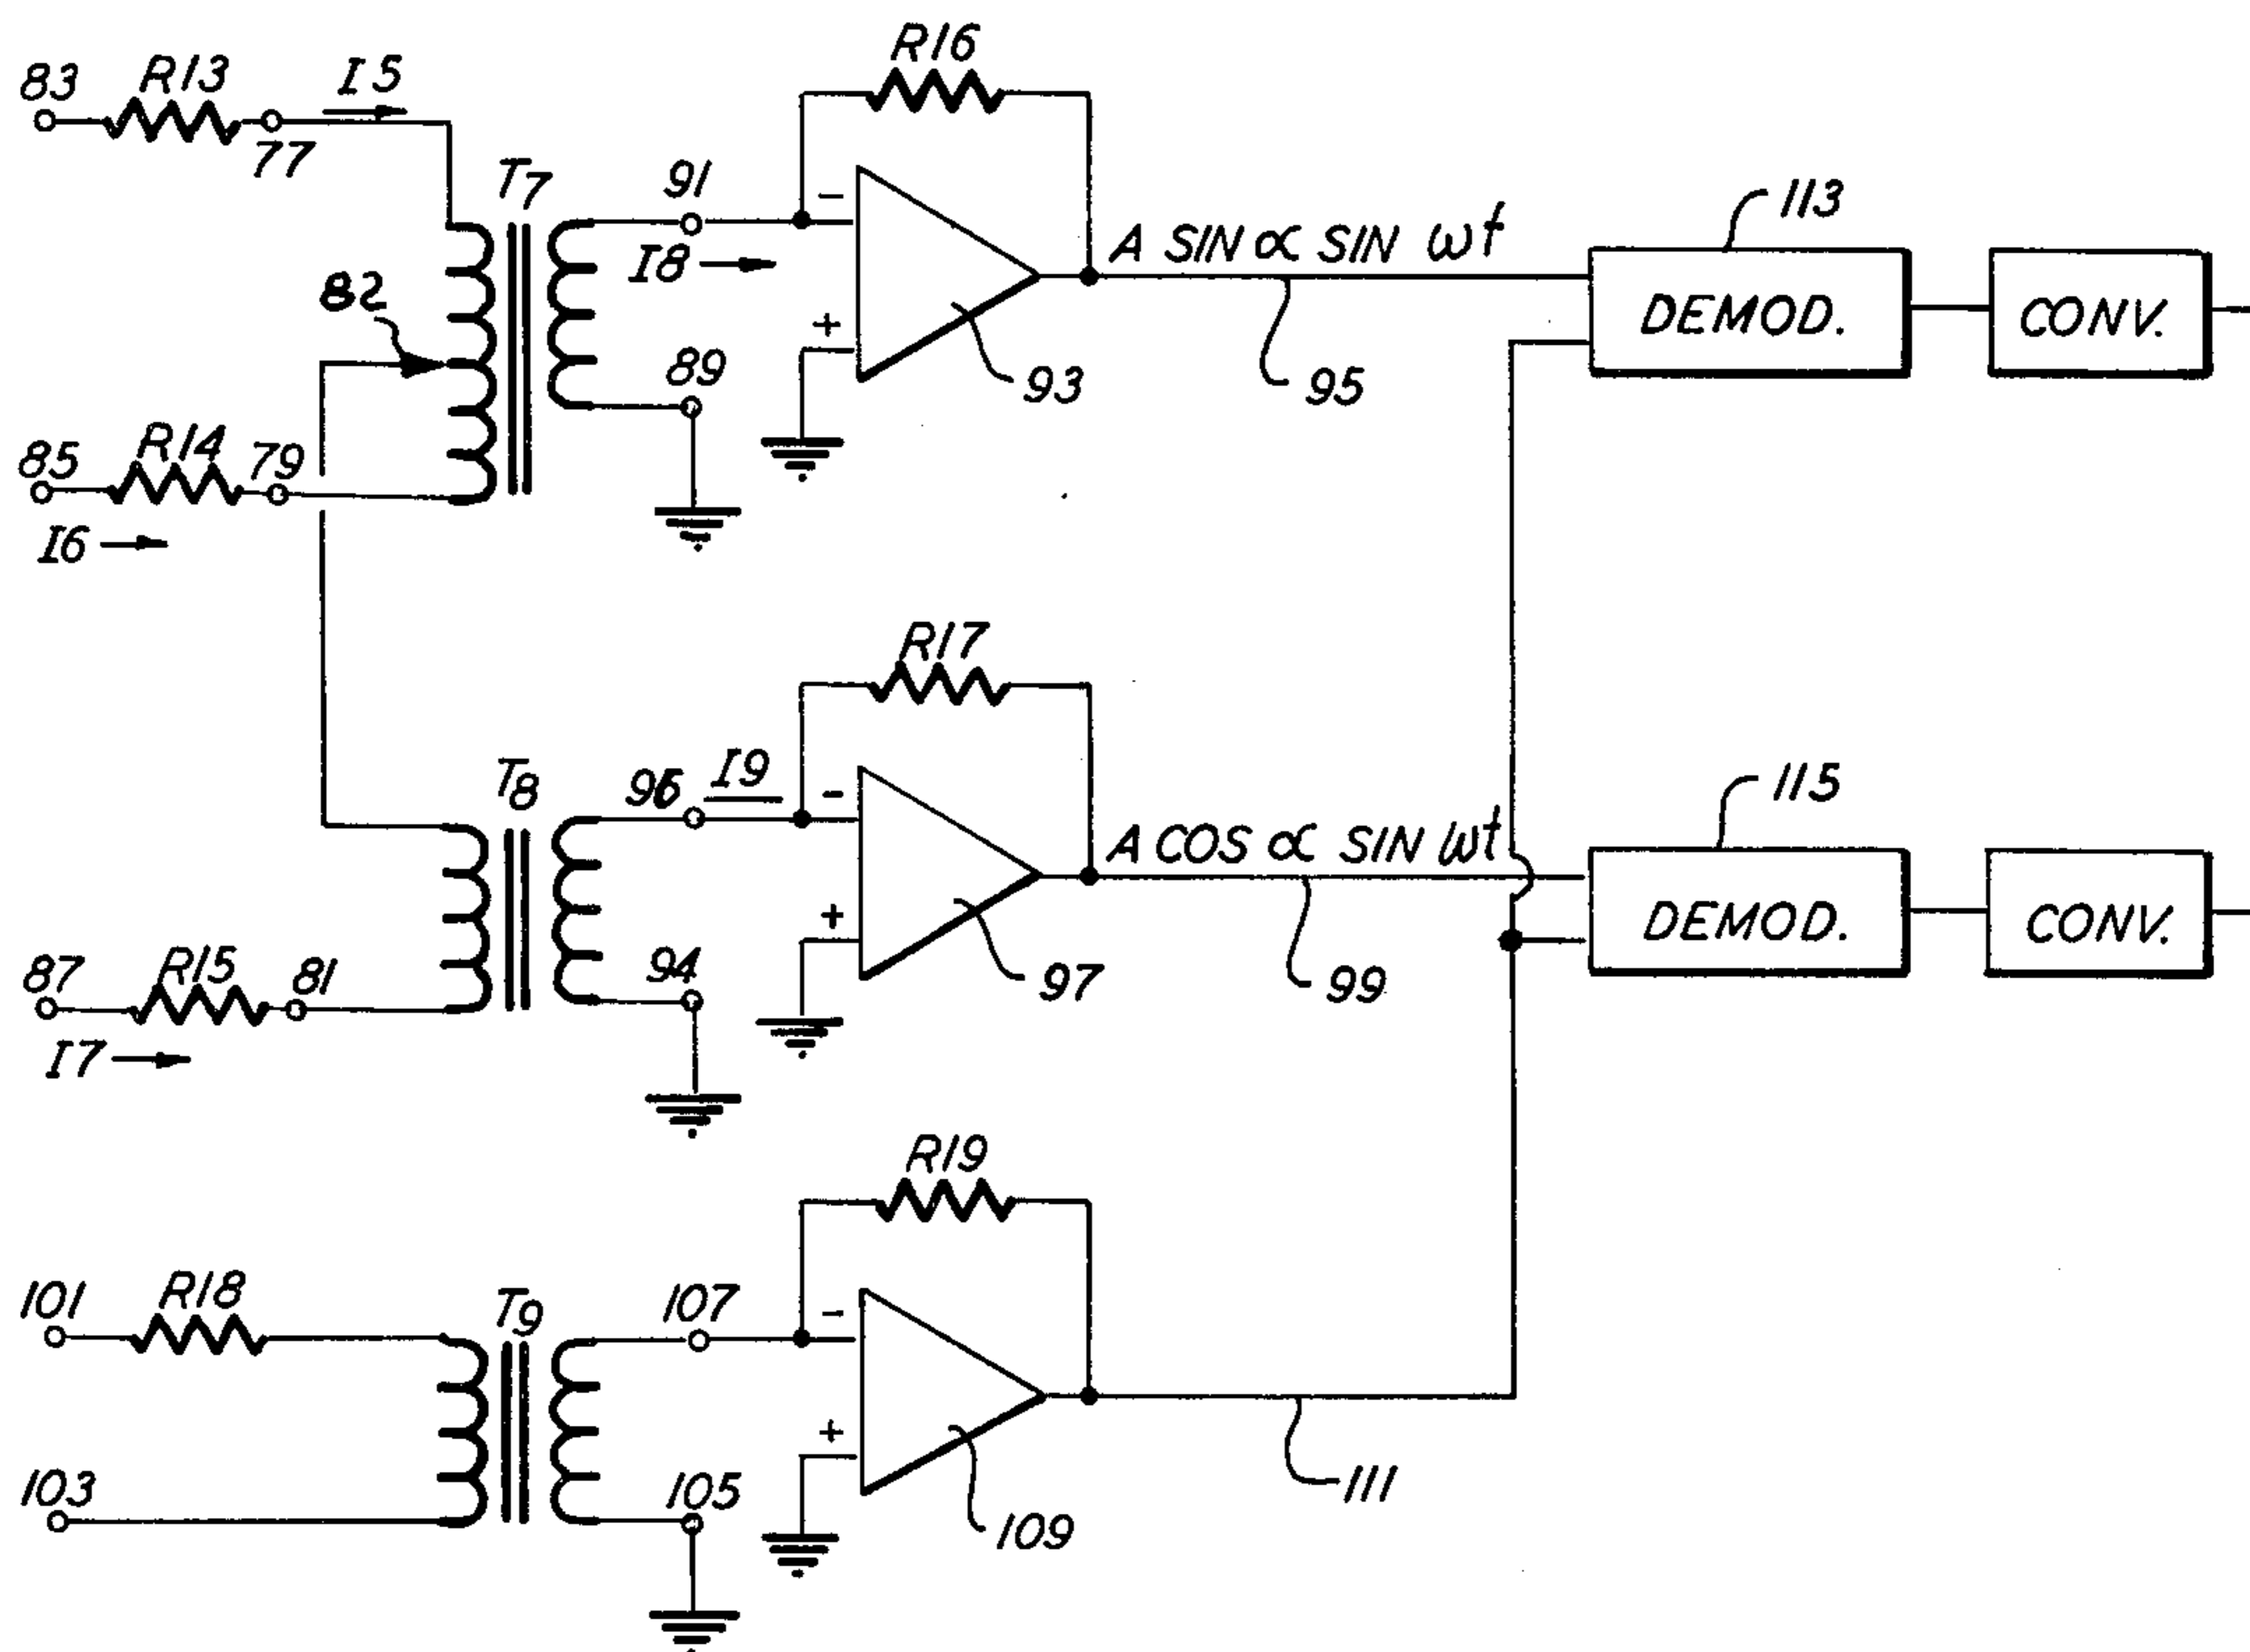 R16
83 R13 I5
77
T7
91
-
I8
A SIN ∝ SIN ωt
113
DEMOD.
CONV.
82
+
89
93
95
85 R14 79
I6
R17
T8
96 I9
-
A COS ∝ SIN ωt
115
DEMOD.
CONV.
+
87 R15 81
94
97
99
I7
R19
101 R18
T9
107
-
+
103
105
109
111